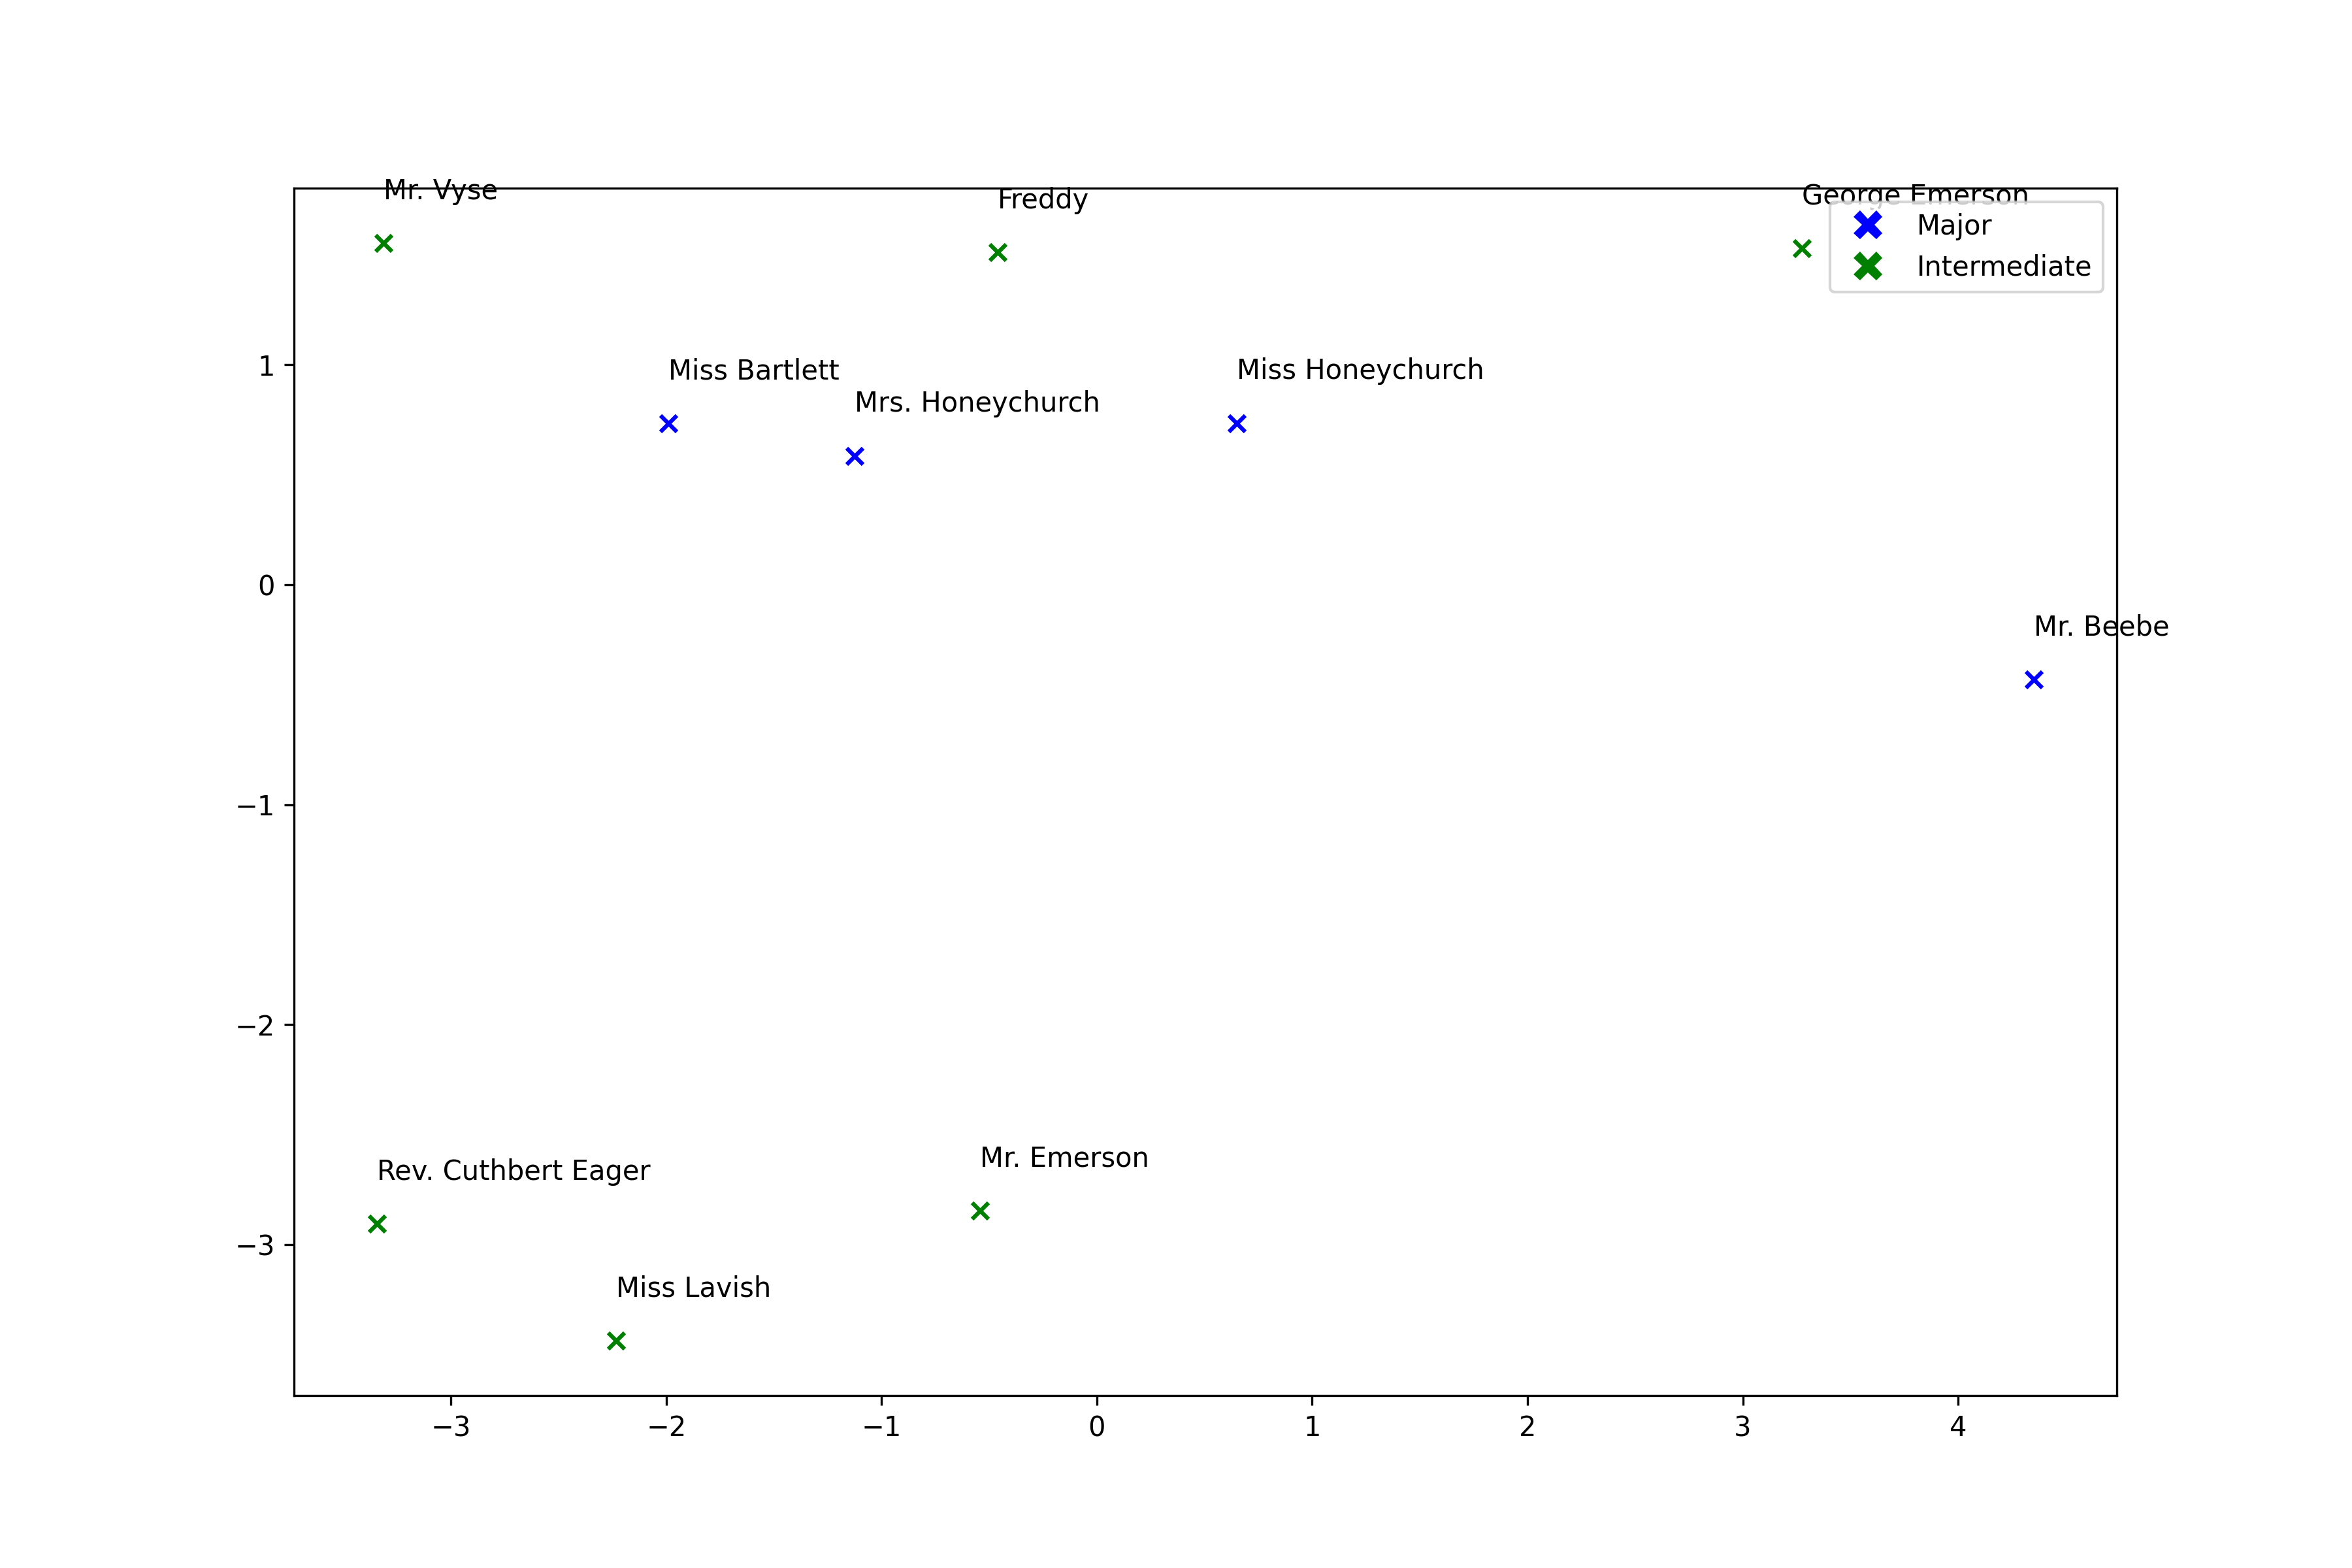 Mr. Vyse
Freddy
George Emerson
Major
Intermediate
Miss Bartlett
Miss Honeychurch
Mrs. Honeychurch
Mr. Beebe
Mr. Emerson
Rev. Cuthbert Eager
Miss Lavish
1
0
−1
−2
−3
−3 −2 −1 0 1 2 3 4